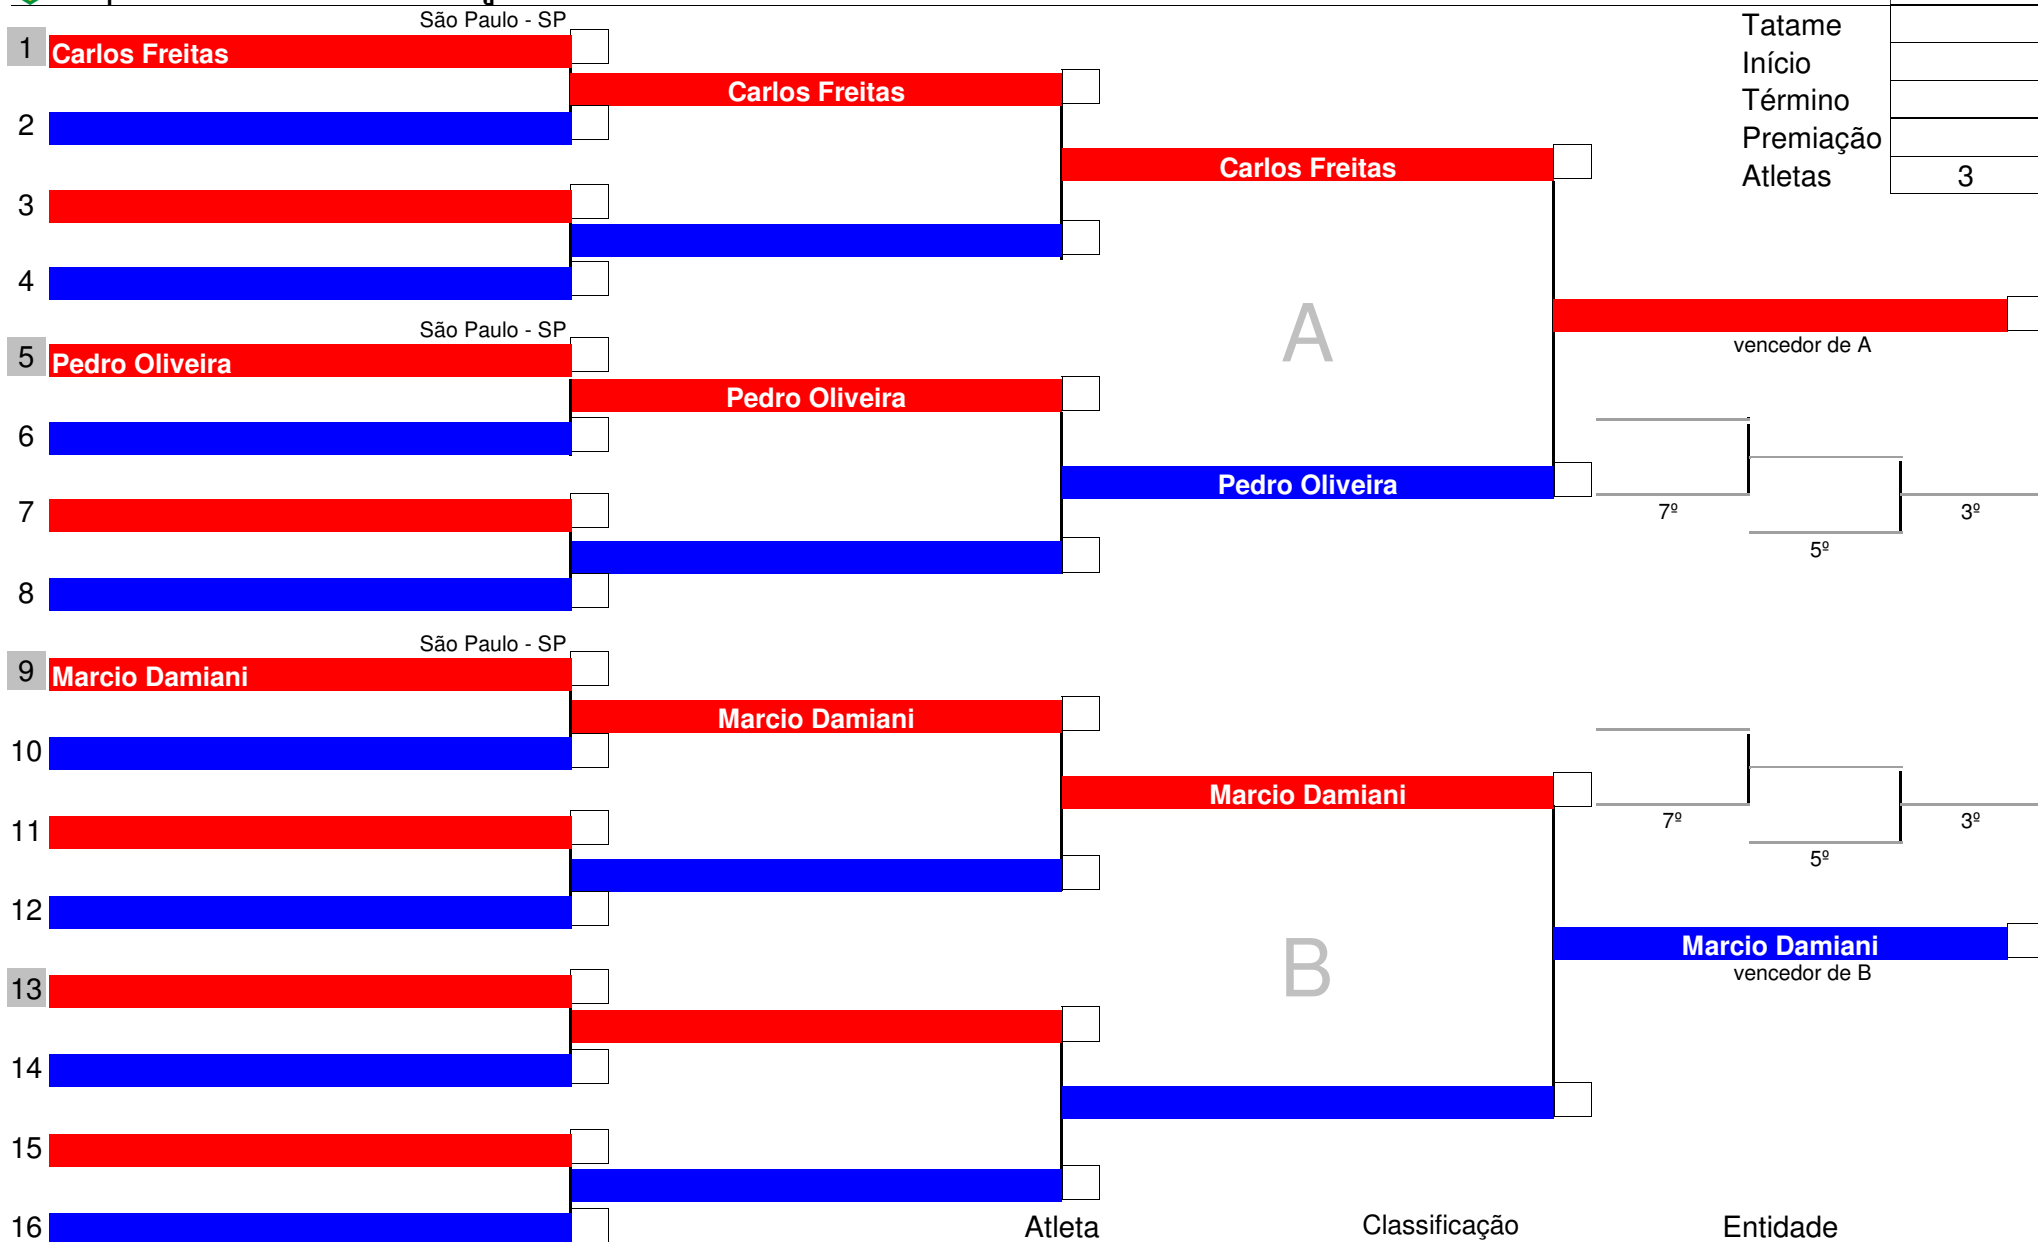 São Paulo - SP
Tatame
1 Carlos Freitas
Início
Carlos Freitas
Término
2
Premiação
Carlos Freitas
Atletas 3
3
4
São Paulo - SP
A
vencedor de A
5 Pedro Oliveira
Pedro Oliveira
6
Pedro Oliveira
7
7º
3º
5º
8
São Paulo - SP
9 Marcio Damiani
Marcio Damiani
10
Marcio Damiani
11
7º
3º
5º
12
Marcio Damiani
B
vencedor de B
13
14
15
16
Atleta Classificação Entidade